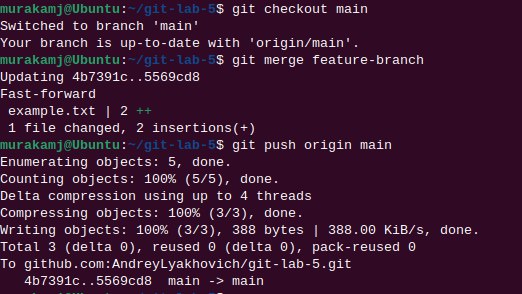 murakamj@Ubuntu:~/git-lab-5$ git checkout main
Switched to branch 'main'
Your branch is up-to-date with 'origin/main'.
murakamj@Ubuntu:~/git-lab-5$ git merge feature-branch
Updating 4b7391c..5569cd8
Fast-forward
 example.txt | 2 ++
 1 file changed, 2 insertions(+)
murakamj@Ubuntu:~/git-lab-5$ git push origin main
Enumerating objects: 5, done.
Counting objects: 100% (5/5), done.
Delta compression using up to 4 threads
Compressing objects: 100% (3/3), done.
Writing objects: 100% (3/3), 388 bytes | 388.00 KiB/s, done.
Total 3 (delta 0), reused 0 (delta 0), pack-reused 0
To github.com:AndreyLyakhovich/git-lab-5.git
   4b7391c..5569cd8  main -> main